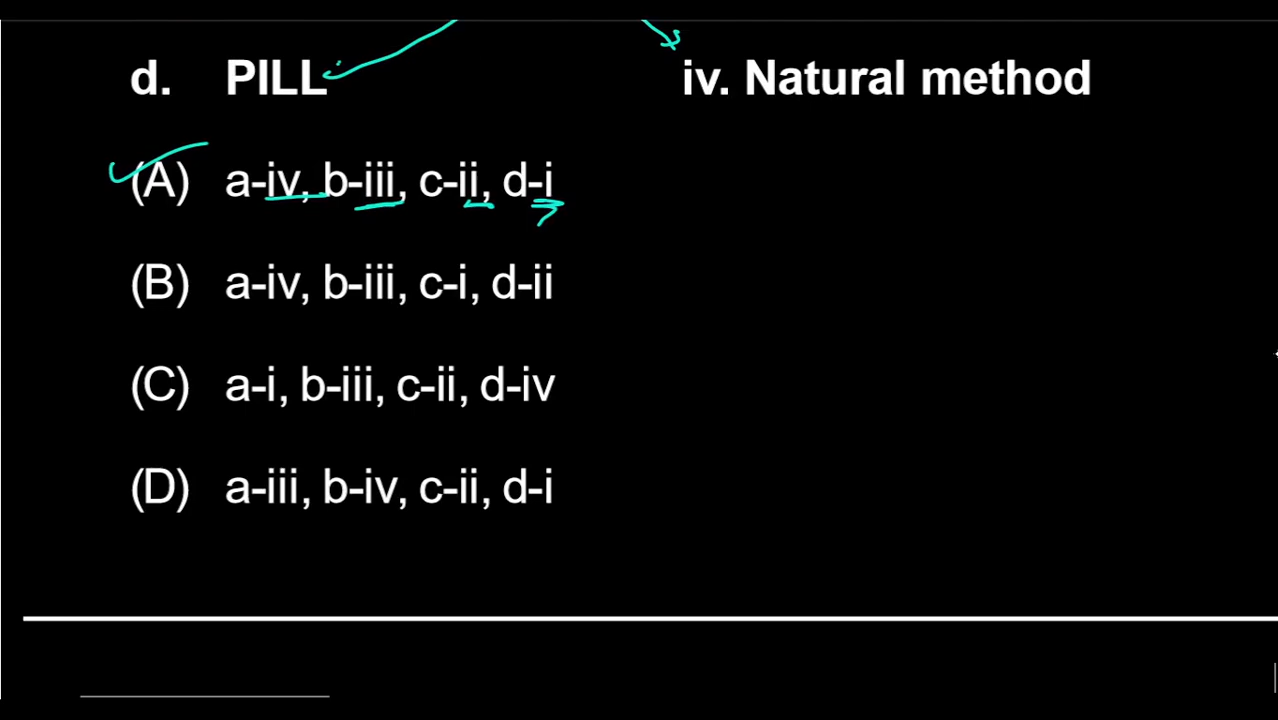 d. PILL iv. Natural method
(A) a-iv, b-iii, c-ii, d-i
(B) a-iv, b-iii, c-i, d-ii
(C) a-i, b-iii, c-ii, d-iv
(D) a-iii, b-iv, c-ii, d-i